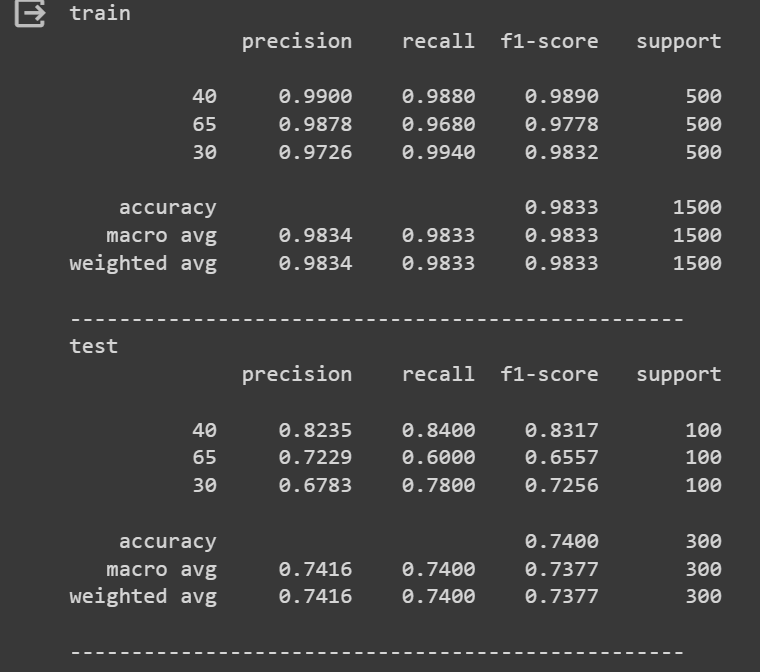 train
precision recall f1-score support
40 0.9900 0.9880 0.9890 500
65 0.9878 0.9680 0.9778 500
30 0.9726 0.9940 0.9832 500
accuracy 0.9833 1500
macro avg 0.9834 0.9833 0.9833 1500
weighted avg 0.9834 0.9833 0.9833 1500
--------------------------------------------------
test
precision recall f1-score support
40 0.8235 0.8400 0.8317 100
65 0.7229 0.6000 0.6557 100
30 0.6783 0.7800 0.7256 100
accuracy 0.7400 300
macro avg 0.7416 0.7400 0.7377 300
weighted avg 0.7416 0.7400 0.7377 300
--------------------------------------------------